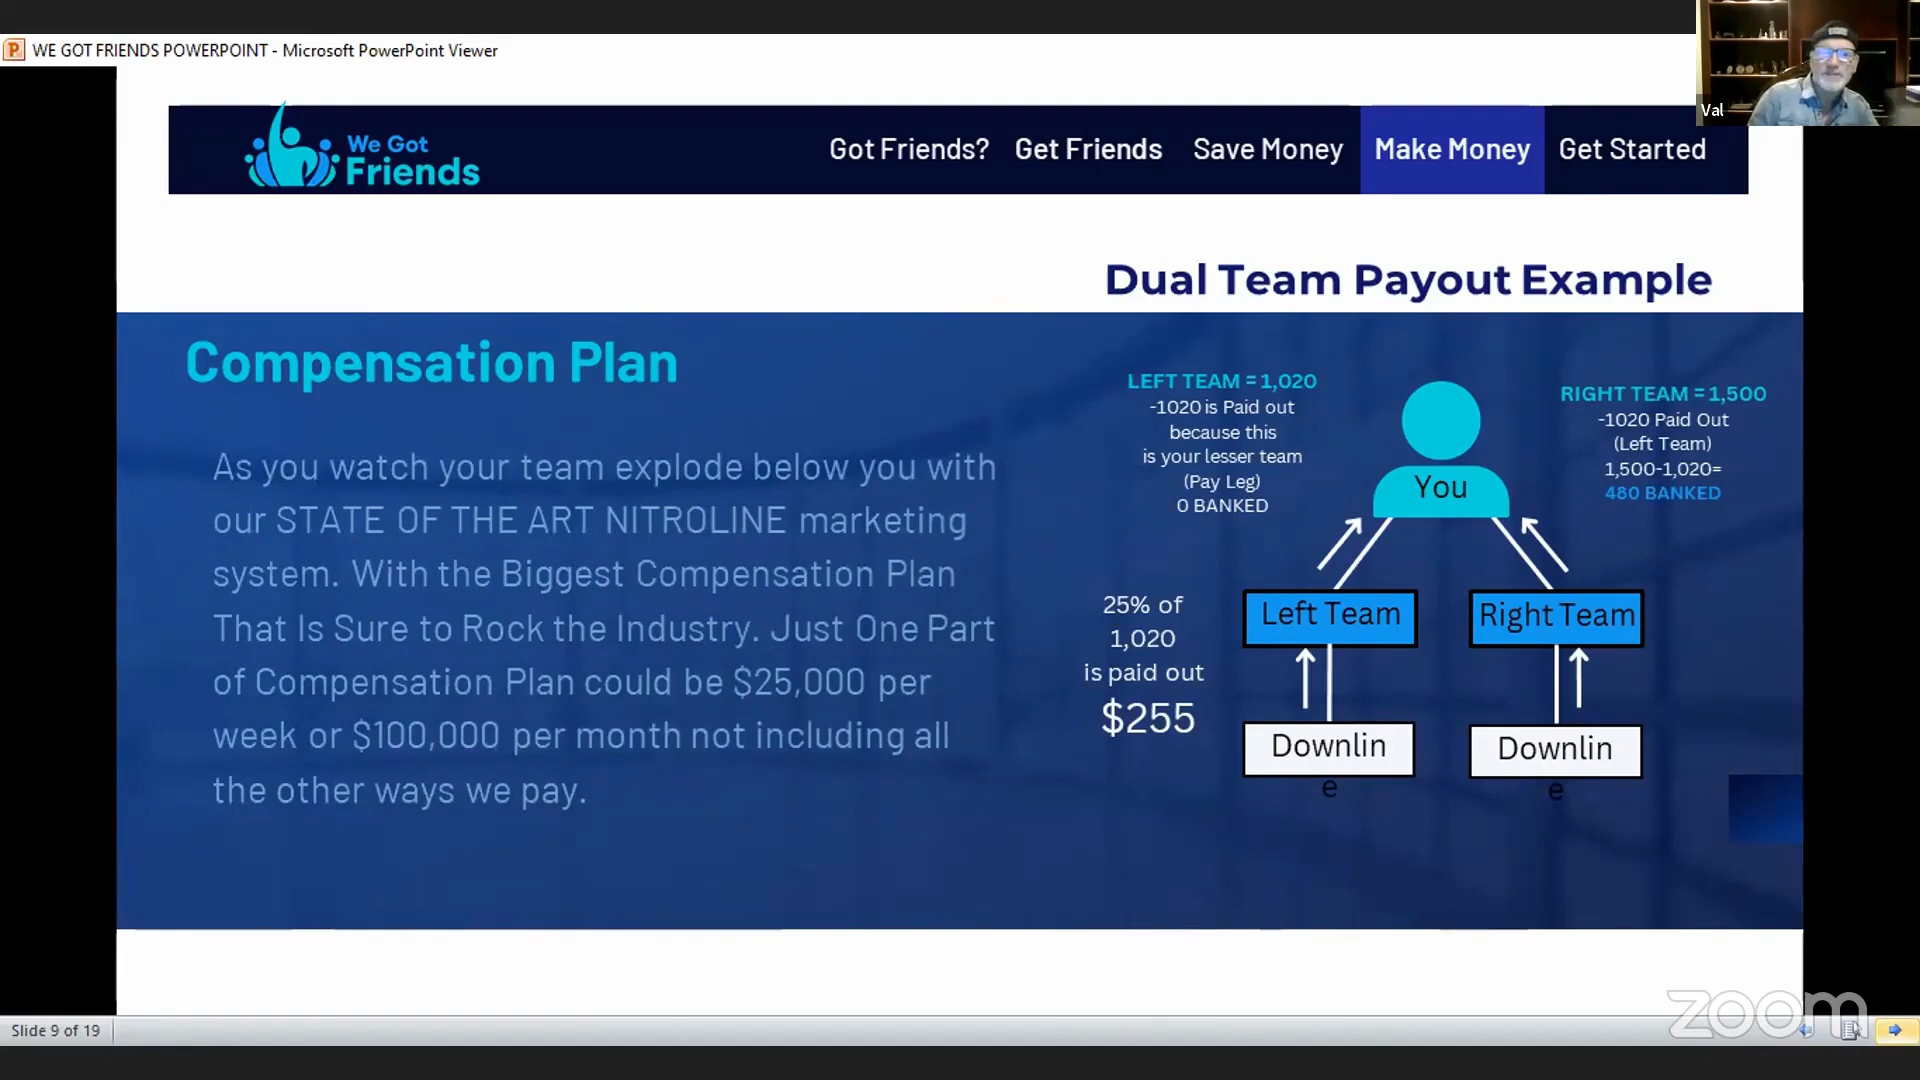 WE GOT FRIENDS POWERPOINT - Microsoft PowerPoint Viewer
Val
We Got
Friends
Got Friends? Get Friends Save Money Make Money Get Started
Dual Team Payout Example
Compensation Plan
As you watch your team explode below you with
our STATE OF THE ART NITROLINE marketing
system. With the Biggest Compensation Plan
That Is Sure to Rock the Industry. Just One Part
of Compensation Plan could be $25,000 per
week or $100,000 per month not including all
the other ways we pay.
LEFT TEAM = 1,020
-1020 is Paid out
because this
is your lesser team
(Pay Leg)
0 BANKED
You
RIGHT TEAM = 1,500
-1020 Paid Out
(Left Team)
1,500-1,020=
480 BANKED
25% of
1,020
is paid out
$255
Left Team
Right Team
Downlin
e
Downlin
e
Slide 9 of 19
zoom